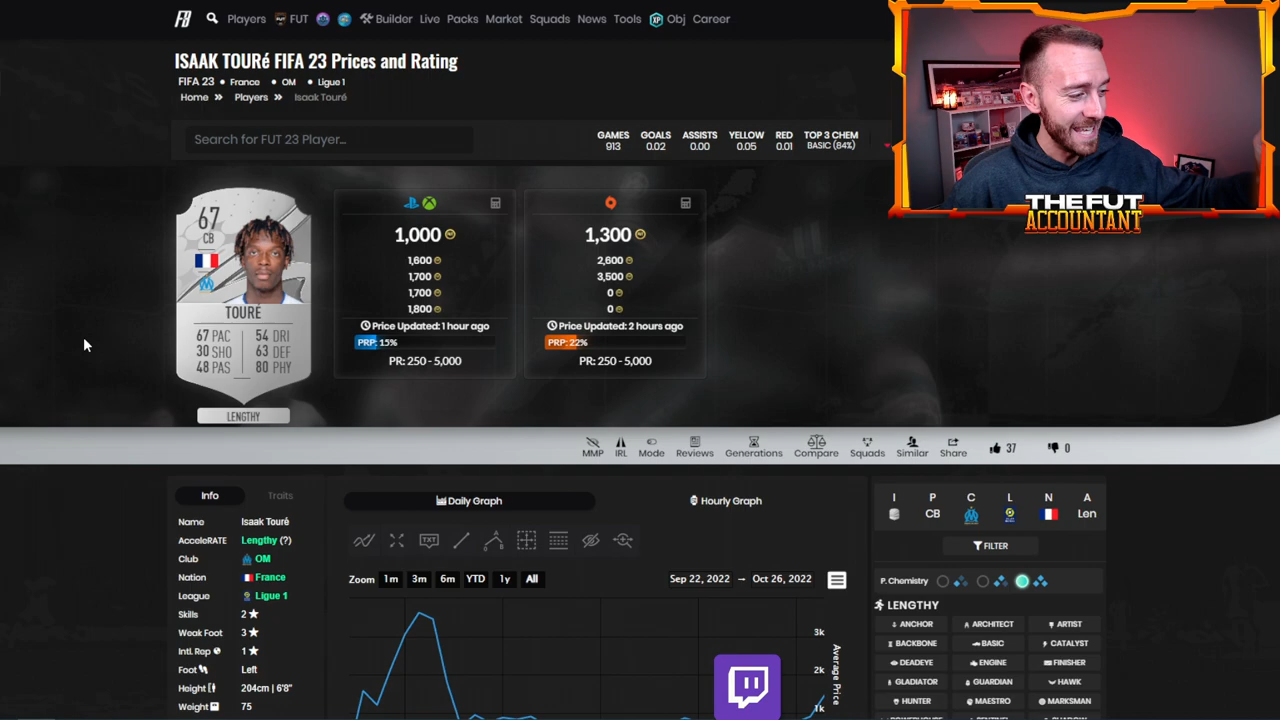 F8 Players FUT Builder Live Packs Market Squads News Tools XP Obj Career
ISAAK TOURé FIFA 23 Prices and Rating
FIFA 23 • France • OM • Ligue 1
Home » Players » Isaak Touré
Search for FUT 23 Player...
GAMES GOALS ASSISTS YELLOW RED TOP 3 CHEM
913 0.02 0.00 0.05 0.01 BASIC (84%)
THE FUT
ACCOUNTANT
67
CB
TOURÉ
67 PAC 54 DRI
30 SHO 63 DEF
48 PAS 80 PHY
LENGTHY
1,000
1,600
1,700
1,700
1,800
Price Updated: 1 hour ago
PRP: 15%
PR: 250 - 5,000
1,300
2,600
3,500
0
0
Price Updated: 2 hours ago
PRP: 22%
PR: 250 - 5,000
MMP IRL Mode Reviews Generations Compare Squads Similar Share 37 0
Info Traits
Name Isaak Touré
AcceleRATE Lengthy (?)
Club OM
Nation France
League Ligue 1
Skills 2 ★
Weak Foot 3 ★
Intl. Rep 1 ★
Foot Left
Height 204cm | 6'8"
Weight 75
Daily Graph Hourly Graph
TXT
Zoom 1m 3m 6m YTD 1y All Sep 22, 2022 → Oct 26, 2022
3k
2k
1k
Average Price
I P C L N A
CB Len
FILTER
P. Chemistry
LENGTHY
ANCHOR ARCHITECT ARTIST
BACKBONE BASIC CATALYST
DEADEYE ENGINE FINISHER
GLADIATOR GUARDIAN HAWK
HUNTER MAESTRO MARKSMAN